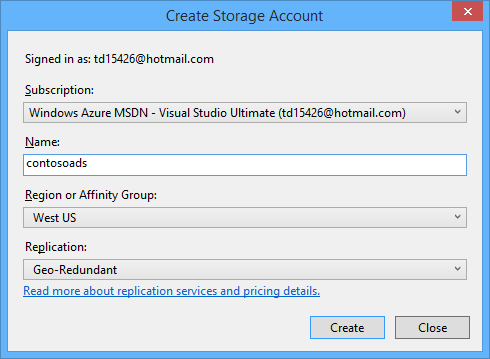 Create Storage Account
Signed in as: td15426@hotmail.com
Subscription:
Windows Azure MSDN - Visual Studio Ultimate (td15426@hotmail.com)
Name:
contosoads
Region or Affinity Group:
West US
Replication:
Geo-Redundant
Read more about replication services and pricing details.
Create Close